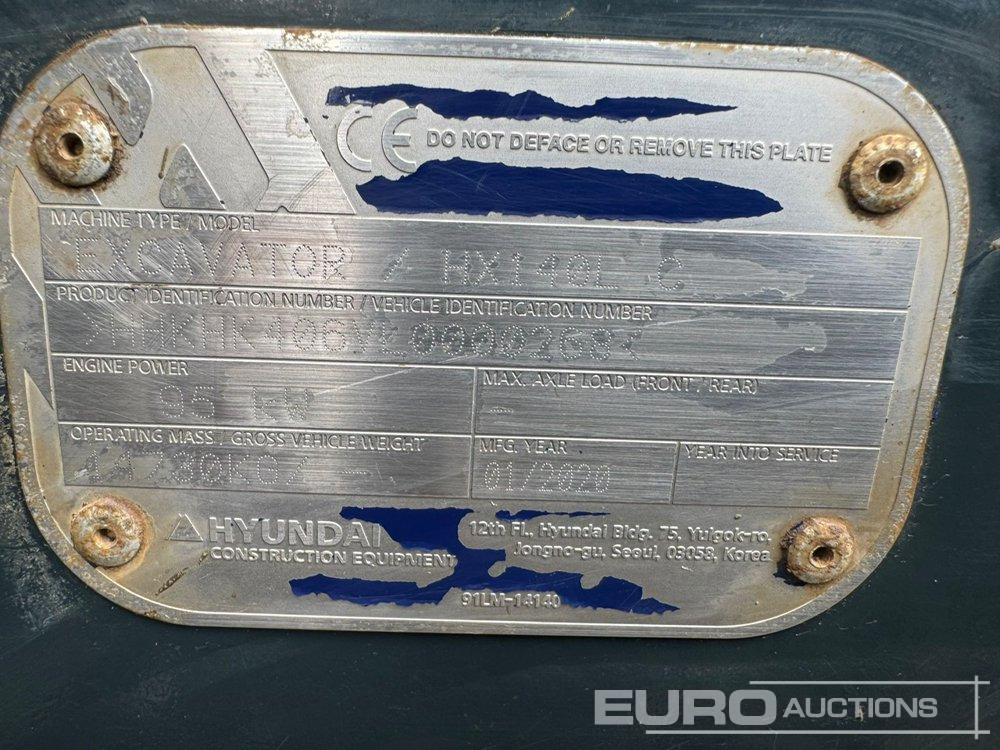 CE DO NOT DEFACE OR REMOVE THIS PLATE
MACHINE TYPE / MODEL
EXCAVATOR / HX140L C
PRODUCT IDENTIFICATION NUMBER / VEHICLE IDENTIFICATION NUMBER
ENGINE POWER
95 kW
MAX. AXLE LOAD (FRONT / REAR)
—
OPERATING MASS / GROSS VEHICLE WEIGHT
MFG. YEAR
01/2020
YEAR INTO SERVICE
HYUNDAI
CONSTRUCTION EQUIPMENT
12th Fl., Hyundai Bldg. 75, Yulgok-ro,
Jongno-gu, Seoul, 03058, Korea
91LM-14140
EURO AUCTIONS